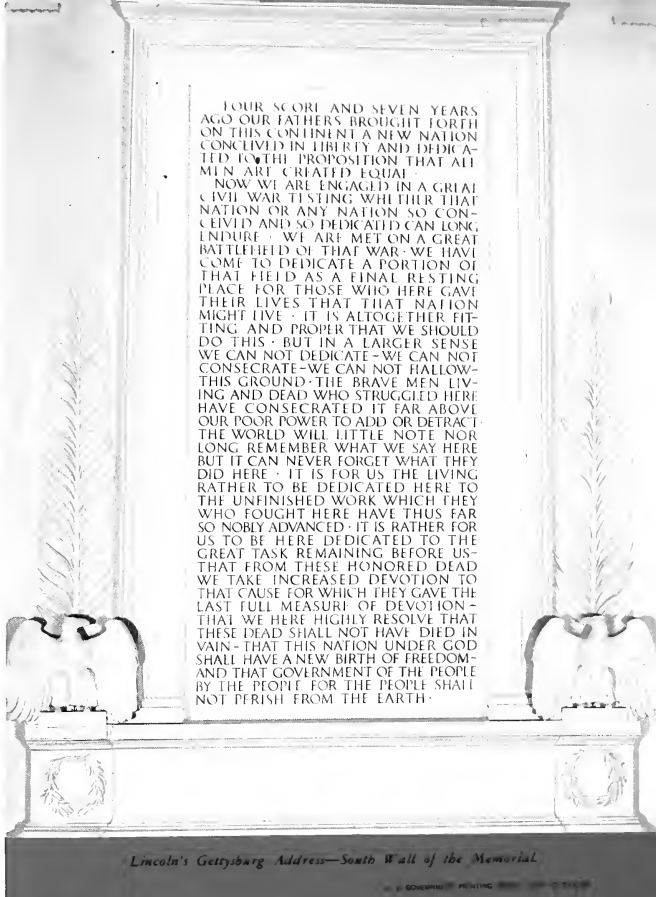 FOUR SCORE AND SEVEN YEARS
AGO OUR FATHERS BROUGHT FORTH
ON THIS CONTINENT A NEW NATION
CONCEIVED IN LIBERTY AND DEDICA-
TED TO THE PROPOSITION THAT ALL
MEN ARE CREATED EQUAL ·
NOW WE ARE ENGAGED IN A GREAT
CIVIL WAR TESTING WHETHER THAT
NATION OR ANY NATION SO CON-
CEIVED AND SO DEDICATED CAN LONG
ENDURE · WE ARE MET ON A GREAT
BATTLEFIELD OF THAT WAR · WE HAVE
COME TO DEDICATE A PORTION OF
THAT FIELD AS A FINAL RESTING
PLACE FOR THOSE WHO HERE GAVE
THEIR LIVES THAT THAT NATION
MIGHT LIVE · IT IS ALTOGETHER FIT-
TING AND PROPER THAT WE SHOULD
DO THIS · BUT IN A LARGER SENSE
WE CAN NOT DEDICATE-WE CAN NOT
CONSECRATE-WE CAN NOT HALLOW-
THIS GROUND · THE BRAVE MEN LIV-
ING AND DEAD WHO STRUGGLED HERE
HAVE CONSECRATED IT FAR ABOVE
OUR POOR POWER TO ADD OR DETRACT ·
THE WORLD WILL LITTLE NOTE NOR
LONG REMEMBER WHAT WE SAY HERE
BUT IT CAN NEVER FORGET WHAT THEY
DID HERE · IT IS FOR US THE LIVING
RATHER TO BE DEDICATED HERE TO
THE UNFINISHED WORK WHICH THEY
WHO FOUGHT HERE HAVE THUS FAR
SO NOBLY ADVANCED · IT IS RATHER FOR
US TO BE HERE DEDICATED TO THE
GREAT TASK REMAINING BEFORE US-
THAT FROM THESE HONORED DEAD
WE TAKE INCREASED DEVOTION TO
THAT CAUSE FOR WHICH THEY GAVE THE
LAST FULL MEASURE OF DEVOTION -
THAT WE HERE HIGHLY RESOLVE THAT
THESE DEAD SHALL NOT HAVE DIED IN
VAIN - THAT THIS NATION UNDER GOD
SHALL HAVE A NEW BIRTH OF FREEDOM-
AND THAT GOVERNMENT OF THE PEOPLE
BY THE PEOPLE FOR THE PEOPLE SHALL
NOT PERISH FROM THE EARTH ·
Lincoln's Gettysburg Address—South Wall of the Memorial
GOVERNMENT PRINTING